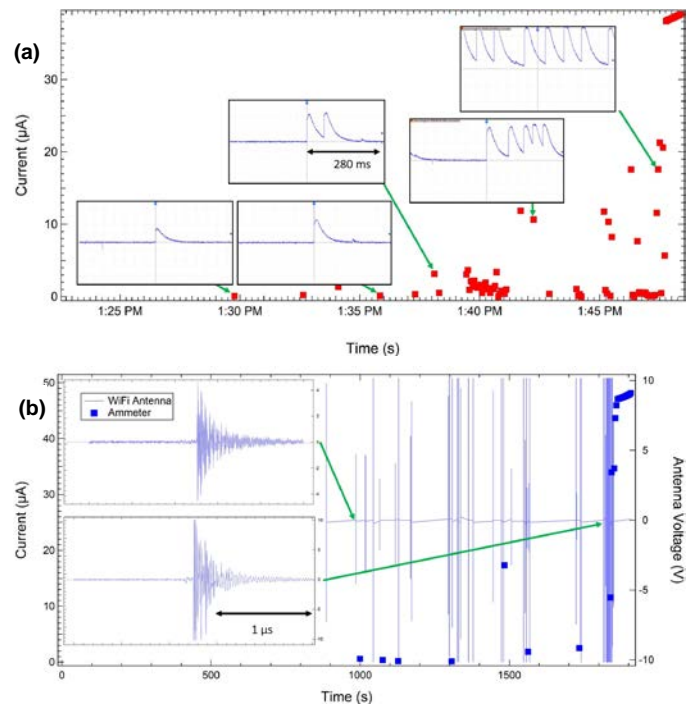 (a)
30
20
10
0
Current (µA)
280 ms
1:25 PM 1:30 PM 1:35 PM 1:40 PM 1:45 PM
Time (s)
(b)
50
40
30
20
10
0
Current (µA)
WiFi Antenna
Ammeter
1 µs
10
5
0
-5
-10
Antenna Voltage (V)
0 500 1000 1500
Time (s)